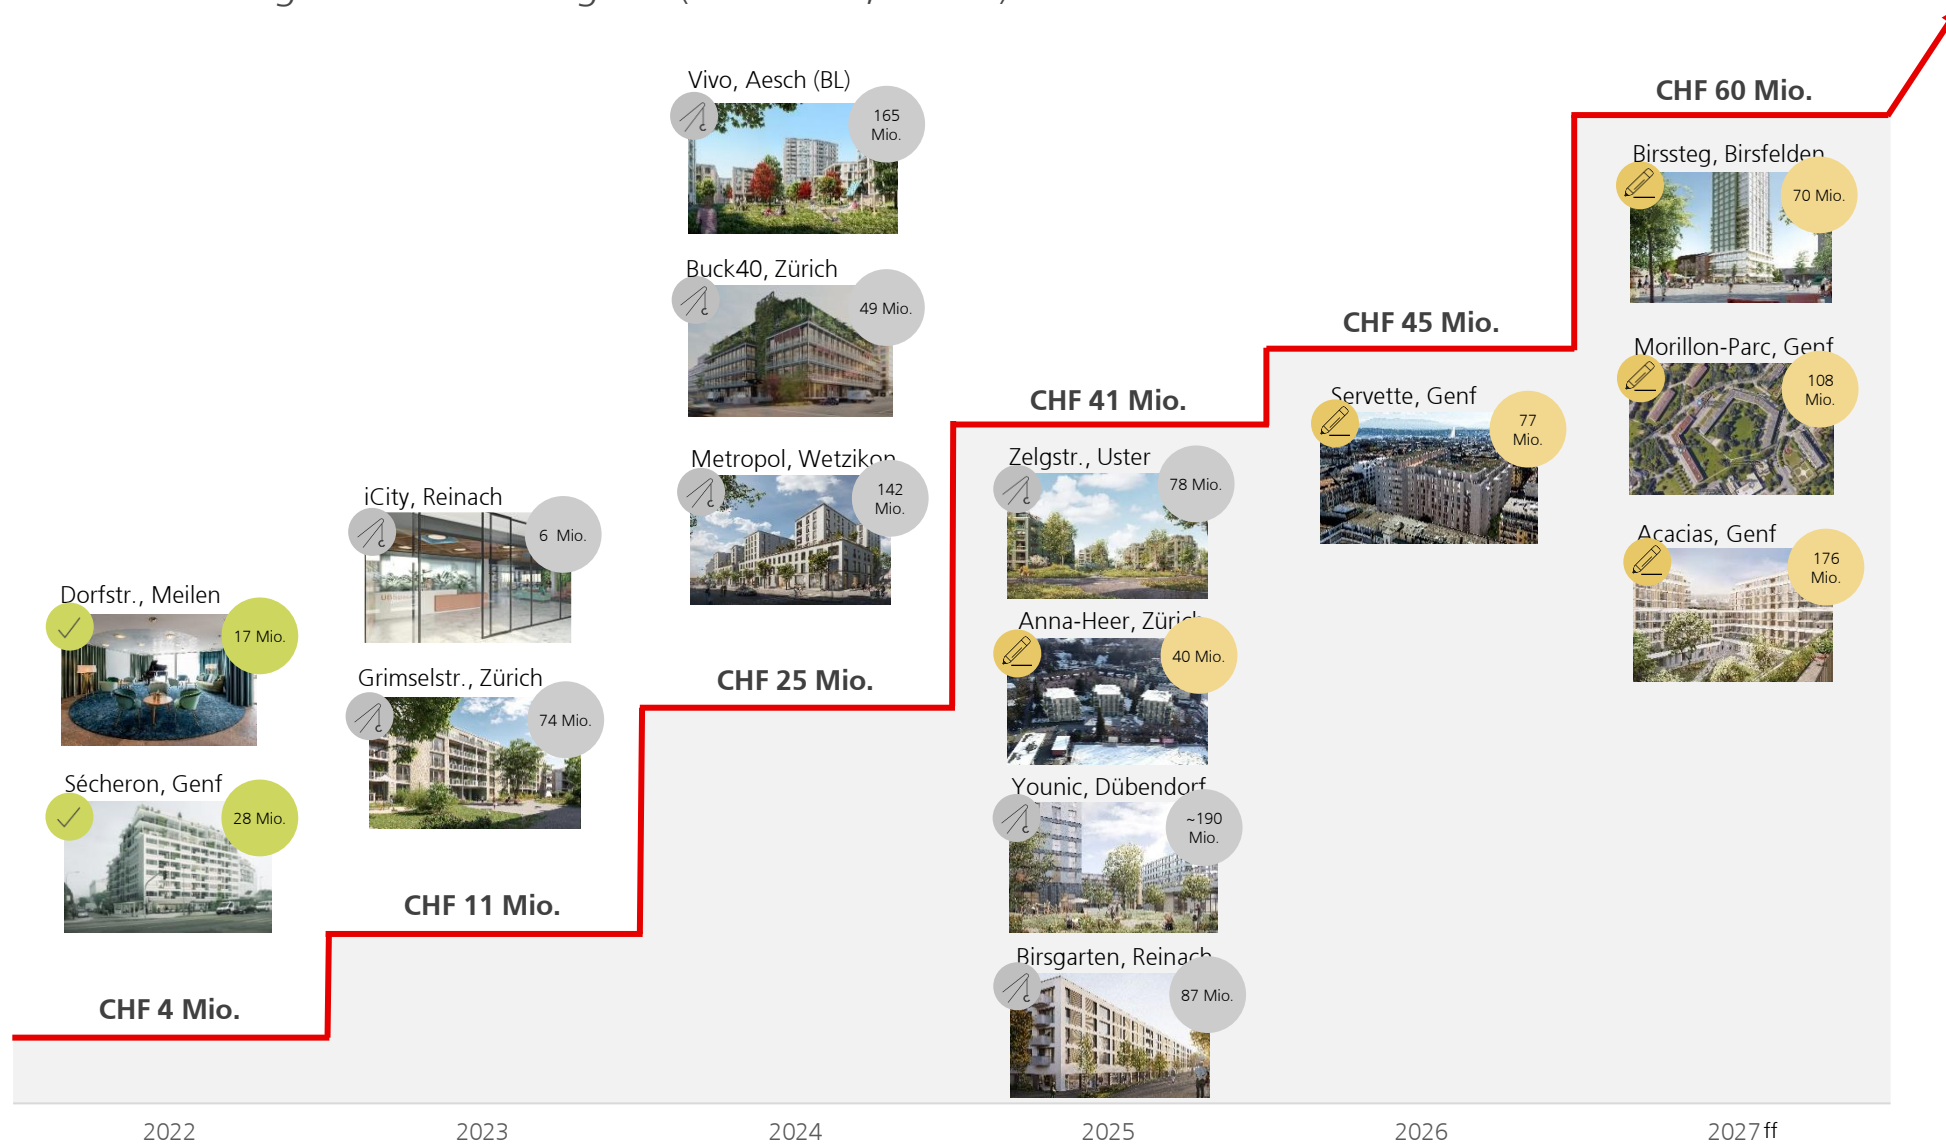 Vivo, Aesch (BL)
165
Mio.
CHF 60 Mio.
Birssteg, Birsfelden
70 Mio.
Buck40, Zürich
49 Mio.
CHF 45 Mio.
Morillon-Parc, Genf
108
Mio.
CHF 41 Mio.
Servette, Genf
77
Mio.
Metropol, Wetzikon
142
Mio.
Zelgstr., Uster
78 Mio.
iCity, Reinach
6 Mio.
Acacias, Genf
176
Mio.
Dorfstr., Meilen
17 Mio.
Anna-Heer, Zürich
40 Mio.
Grimselstr., Zürich
74 Mio.
CHF 25 Mio.
Sécheron, Genf
28 Mio.
Younic, Dübendorf
~190
Mio.
CHF 11 Mio.
Birsgarten, Reinach
87 Mio.
CHF 4 Mio.
2022
2023
2024
2025
2026
2027ff